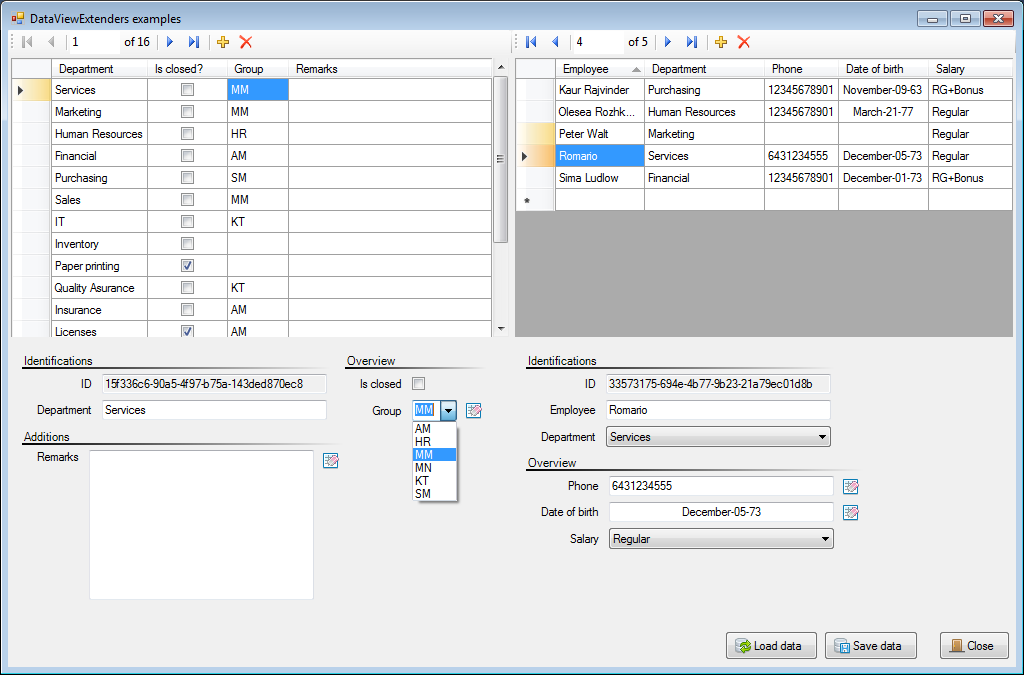 DataViewExtenders examples
1 of 16
4 of 5
Department Is closed? Group Remarks
Services MM
Marketing MM
Human Resources HR
Financial AM
Purchasing SM
Sales MM
IT KT
Inventory
Paper printing
Quality Asurance KT
Insurance AM
Licenses AM
Employee Department Phone Date of birth Salary
Kaur Rajvinder Purchasing 12345678901 November-09-63 RG+Bonus
Olesea Rozhk... Human Resources 12345678901 March-21-77 Regular
Peter Walt Marketing Regular
Romario Services 6431234555 December-05-73 Regular
Sima Ludlow Financial 12345678901 December-01-73 RG+Bonus
*
Identifications
ID 15f336c6-90a5-4f97-b75a-143ded870ec8
Department Services
Additions
Remarks
Overview
Is closed
Group MM
AM
HR
MM
MN
KT
SM
Identifications
ID 33573175-694e-4b77-9b23-21a79ec01d8b
Employee Romario
Department Services
Overview
Phone 6431234555
Date of birth December-05-73
Salary Regular
Load data Save data Close